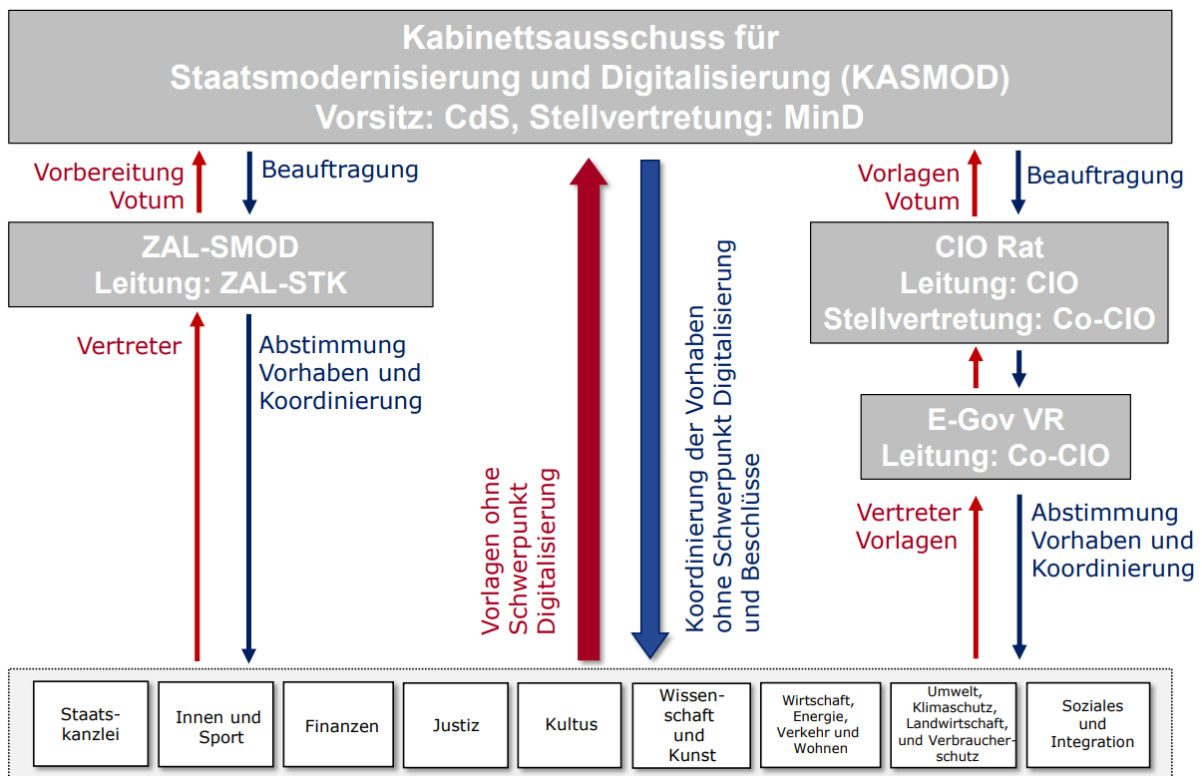 Kabinettsausschuss für
Staatsmodernisierung und Digitalisierung (KASMOD)
Vorsitz: CdS, Stellvertretung: MinD
Vorbereitung
Votum
Beauftragung
Vorlagen
Votum
Beauftragung
ZAL-SMOD
Leitung: ZAL-STK
CIO Rat
Leitung: CIO
Stellvertretung: Co-CIO
Vertreter
Abstimmung
Vorhaben und
Koordinierung
Vorlagen ohne
Schwerpunkt
Digitalisierung
Koordinierung der Vorhaben
ohne Schwerpunkt Digitalisierung
und Beschlüsse
E-Gov VR
Leitung: Co-CIO
Vertreter
Vorlagen
Abstimmung
Vorhaben und
Koordinierung
Staats-
kanzlei
Innen und
Sport
Finanzen
Justiz
Kultus
Wissen-
schaft
und
Kunst
Wirtschaft,
Energie,
Verkehr und
Wohnen
Umwelt,
Klimaschutz,
Landwirtschaft,
und Verbraucher-
schutz
Soziales
und
Integration